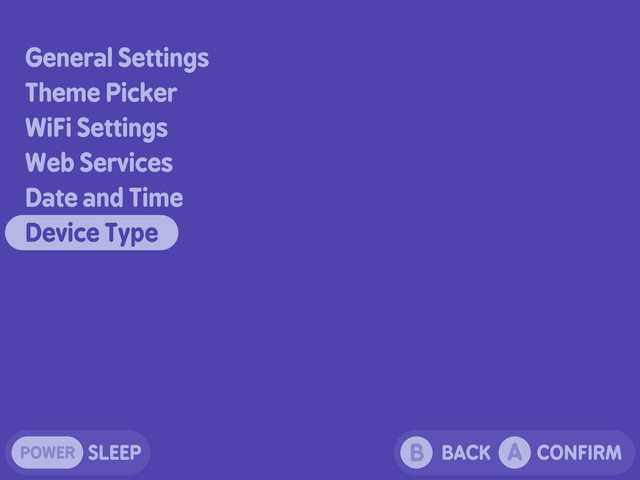 General Settings
Theme Picker
WiFi Settings
Web Services
Date and Time
Device Type
POWER SLEEP B BACK A CONFIRM